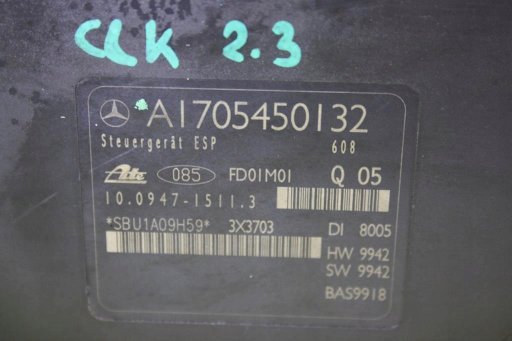 CLK 2.3
A1705450132
Steuergerät ESP 608
Ate 085 FD01M01 Q 05
10.0947-1511.3
*SBU1A09H59* 3X3703 DI 8005
HW 9942
SW 9942
BAS9918